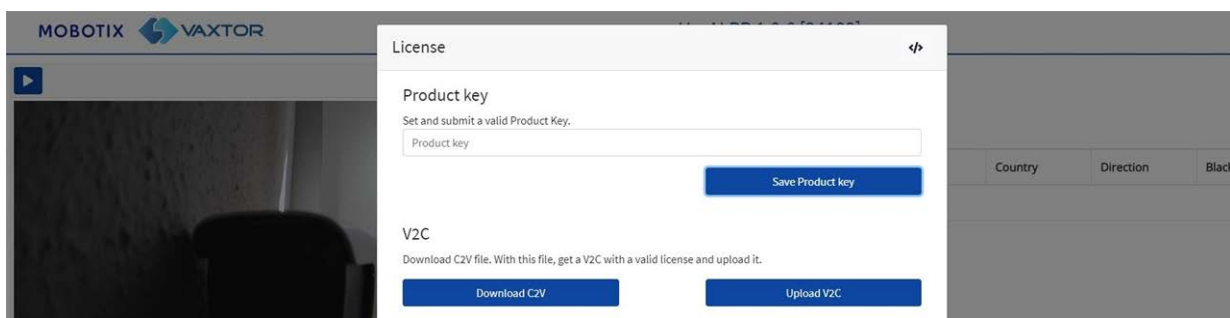 MOBOTIX VAXTOR
License
</>
Product key
Set and submit a valid Product Key.
Product key
Save Product key
Country Direction
V2C
Download C2V file. With this file, get a V2C with a valid license and upload it.
Download C2V Upload V2C